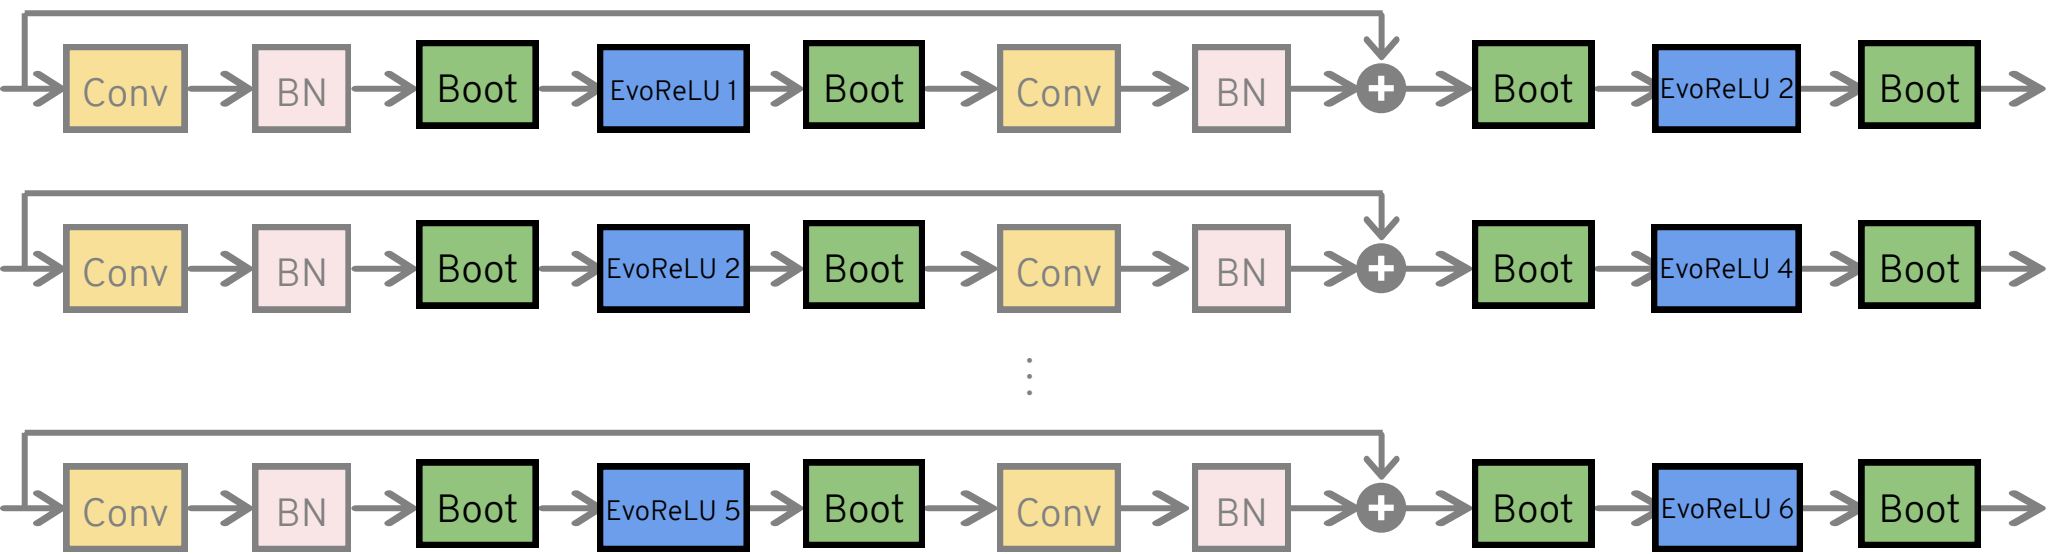 Conv BN Boot EvoReLU 1 Boot Conv BN + Boot EvoReLU 2 Boot
Conv BN Boot EvoReLU 2 Boot Conv BN + Boot EvoReLU 4 Boot
⋮
Conv BN Boot EvoReLU 5 Boot Conv BN + Boot EvoReLU 6 Boot